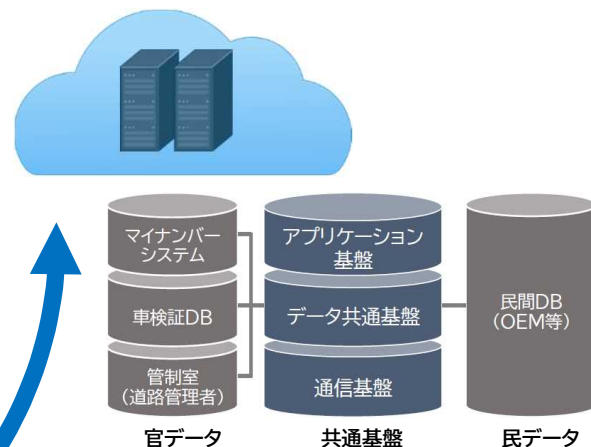 マイナンバー
システム
車検証DB
管制室
(道路管理者)
官データ
アプリケーション
基盤
データ共通基盤
通信基盤
共通基盤
民間DB
(OEM等)
民データ